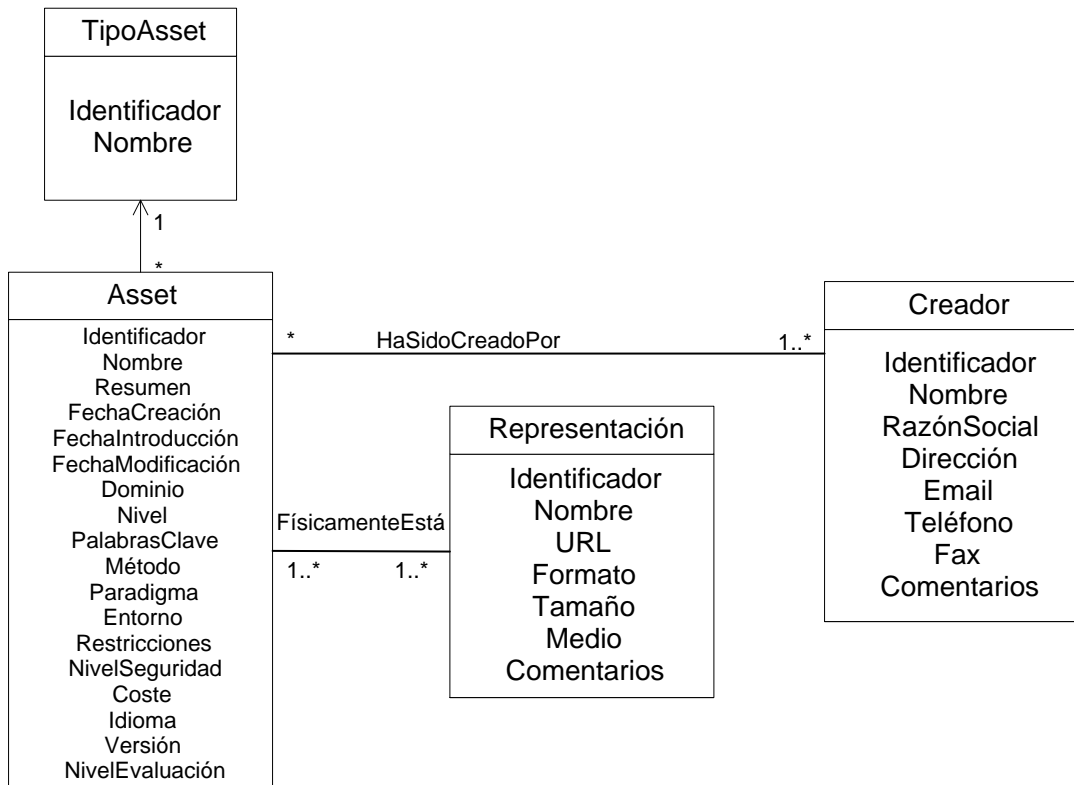 TipoAsset
Identificador
Nombre
1
*
Asset
Identificador
Nombre
Resumen
FechaCreación
FechaIntroducción
FechaModificación
Dominio
Nivel
PalabrasClave
Método
Paradigma
Entorno
Restricciones
NivelSeguridad
Coste
Idioma
Versión
NivelEvaluación
* HaSidoCreadoPor 1..*
FísicamenteEstá
1..* 1..*
Representación
Identificador
Nombre
URL
Formato
Tamaño
Medio
Comentarios
Creador
Identificador
Nombre
RazónSocial
Dirección
Email
Teléfono
Fax
Comentarios